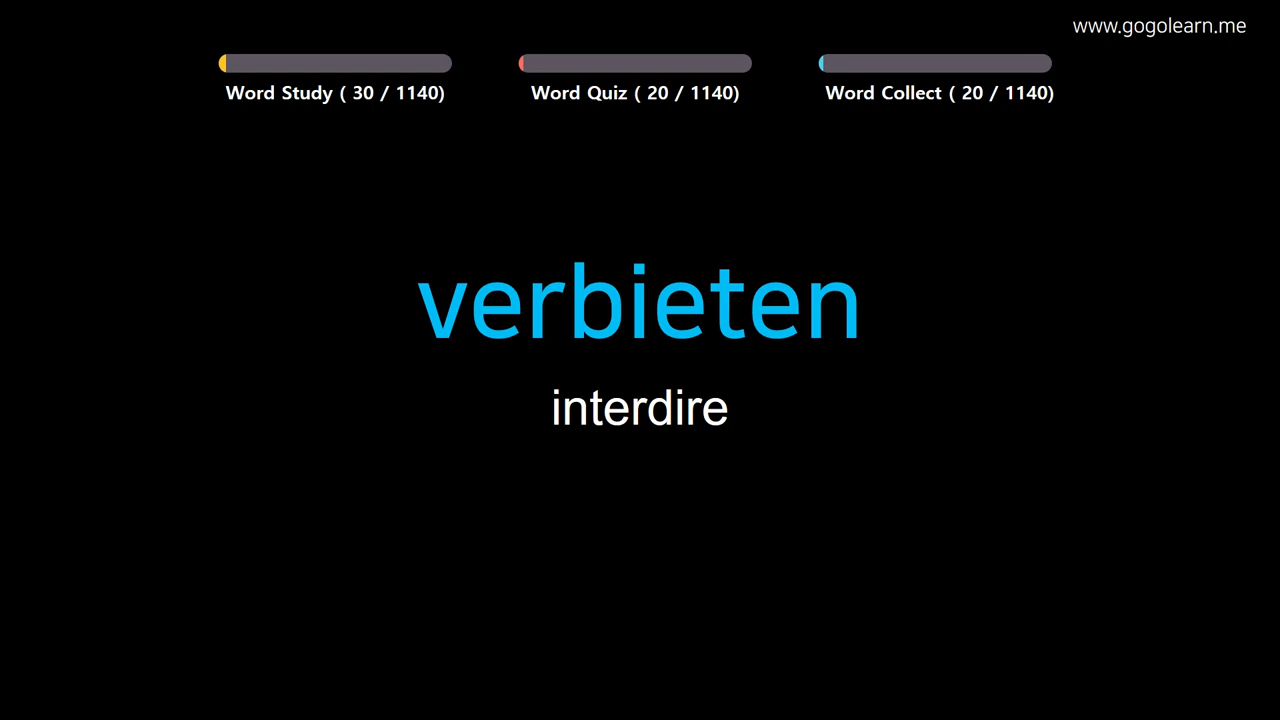 www.gogolearn.me
Word Study ( 30 / 1140)
Word Quiz ( 20 / 1140)
Word Collect ( 20 / 1140)
verbieten
interdire